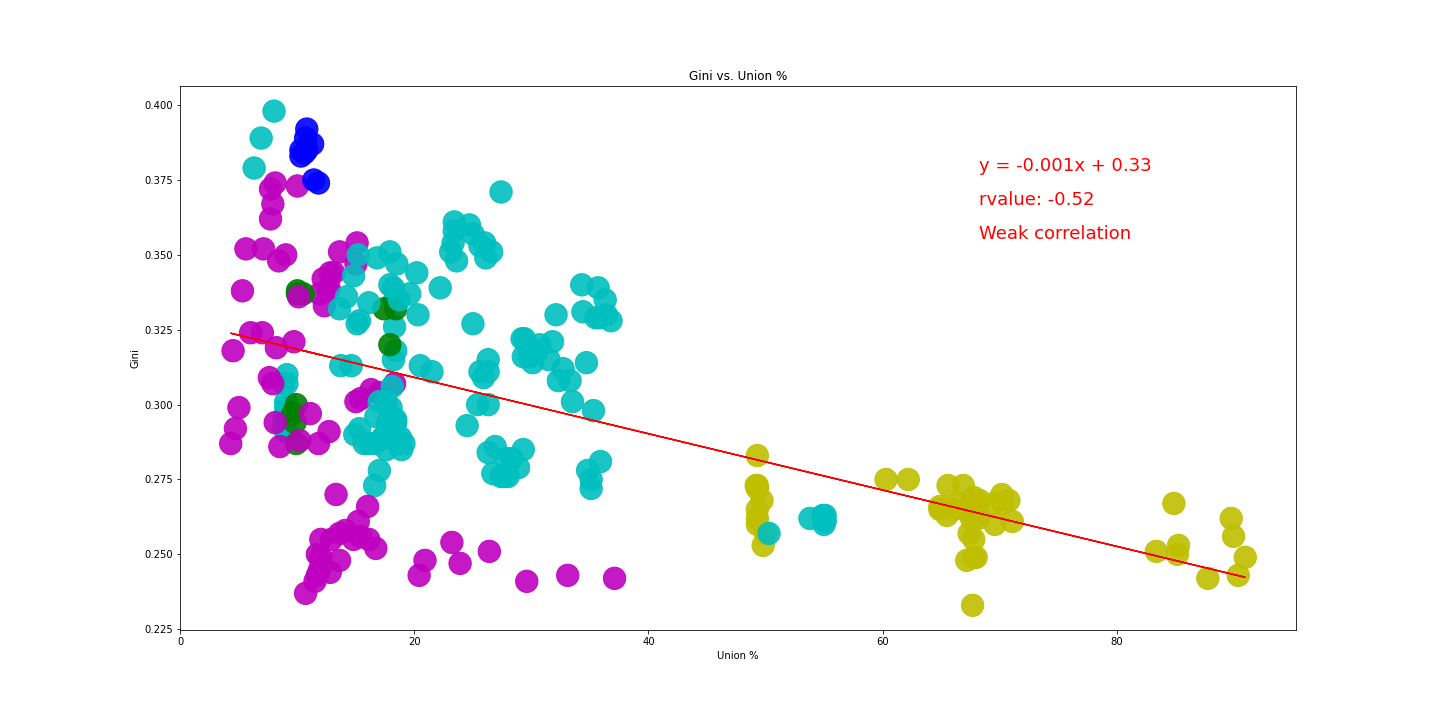 Gini vs. Union %
0.400
0.375
0.350
0.325
0.300
0.275
0.250
0.225
Gini
y = -0.001x + 0.33
rvalue: -0.52
Weak correlation
0 20 40 60 80
Union %